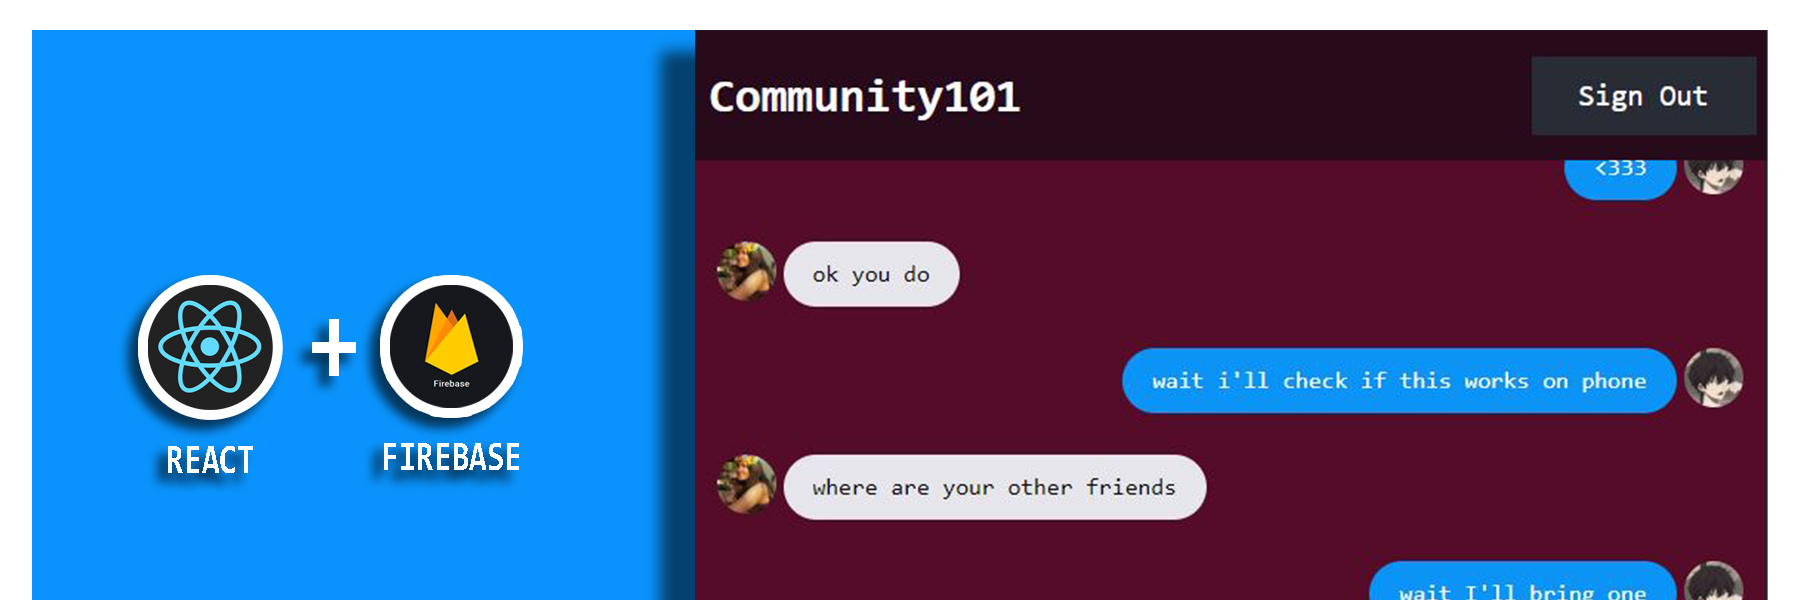 Community101
Sign Out
<333
ok you do
wait i'll check if this works on phone
where are your other friends
wait I'll bring one
Firebase
REACT
FIREBASE
+